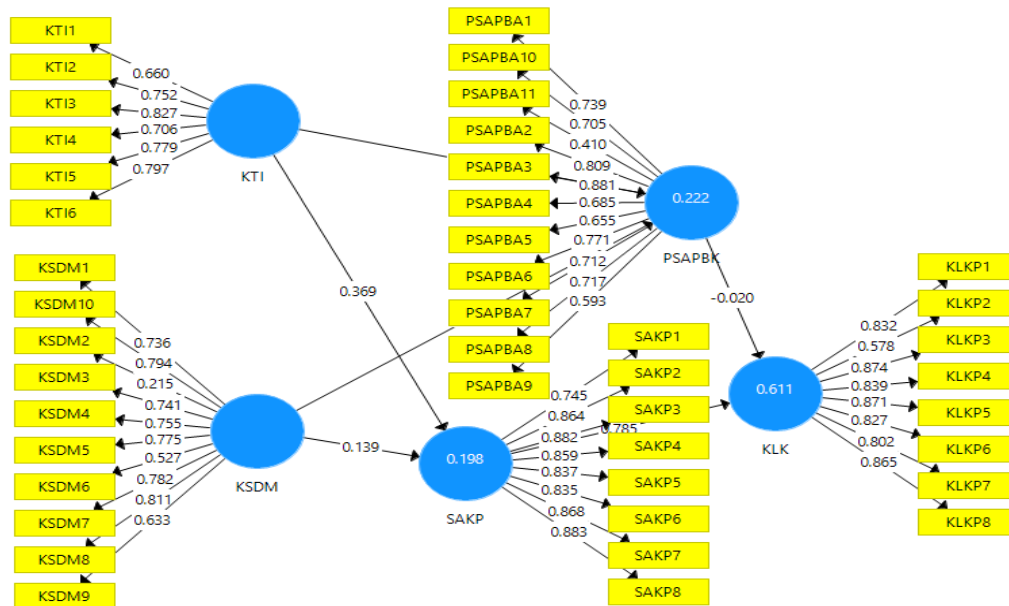 KTI1
KTI2
KTI3
KTI4
KTI5
KTI6
0.660
0.752
0.827
0.706
0.779
0.797
KTI
PSAPBA1
PSAPBA10
PSAPBA11
PSAPBA2
PSAPBA3
PSAPBA4
PSAPBA5
PSAPBA6
PSAPBA7
PSAPBA8
PSAPBA9
0.739
0.705
0.410
0.809
0.881
0.685
0.655
0.771
0.712
0.717
0.593
0.222
PSAPBK
-0.020
0.369
KSDM1
KSDM10
KSDM2
KSDM3
KSDM4
KSDM5
KSDM6
KSDM7
KSDM8
KSDM9
0.736
0.794
0.215
0.741
0.755
0.775
0.527
0.782
0.811
0.633
KSDM
0.139
0.198
SAKP
0.745
0.864
0.882
0.859
0.837
0.835
0.868
0.883
0.785
SAKP1
SAKP2
SAKP3
SAKP4
SAKP5
SAKP6
SAKP7
SAKP8
0.611
KLK
0.832
0.578
0.874
0.839
0.871
0.827
0.802
0.865
KLKP1
KLKP2
KLKP3
KLKP4
KLKP5
KLKP6
KLKP7
KLKP8